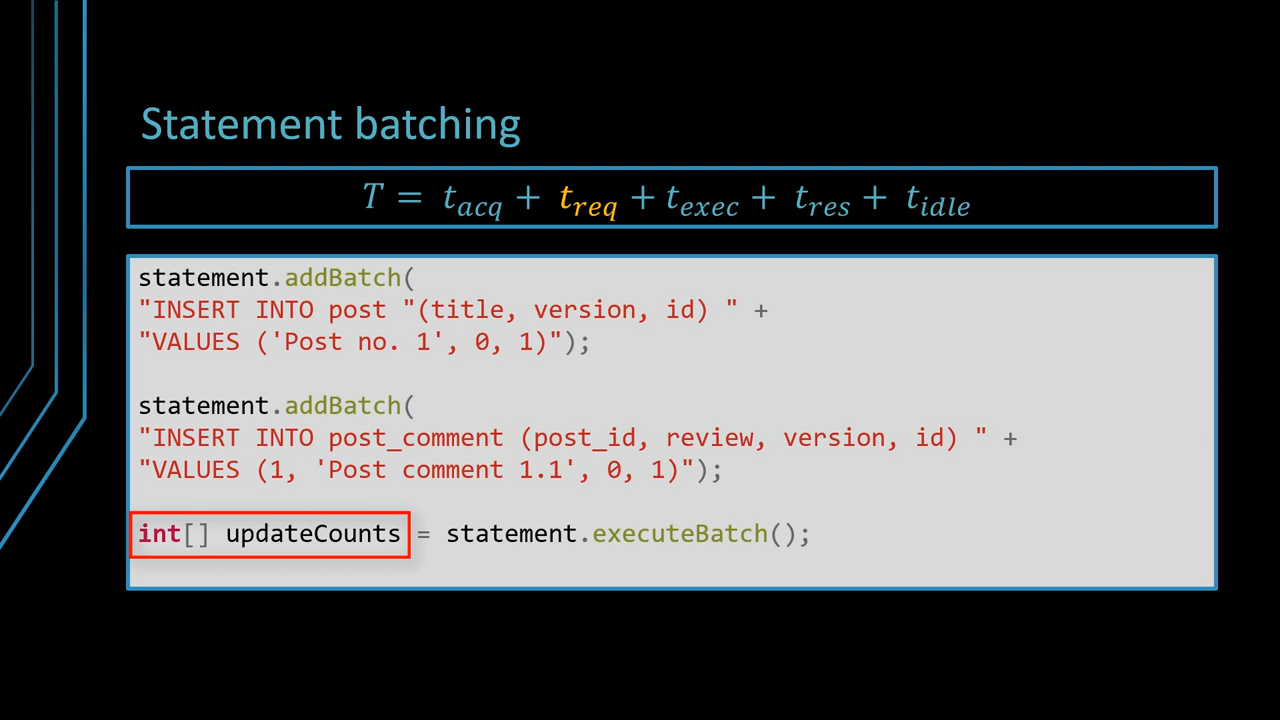 Statement batching
T = t_acq + t_req + t_exec + t_res + t_idle
statement.addBatch(
"INSERT INTO post "(title, version, id) " +
"VALUES ('Post no. 1', 0, 1)");
statement.addBatch(
"INSERT INTO post_comment (post_id, review, version, id) " +
"VALUES (1, 'Post comment 1.1', 0, 1)");
int[] updateCounts = statement.executeBatch();